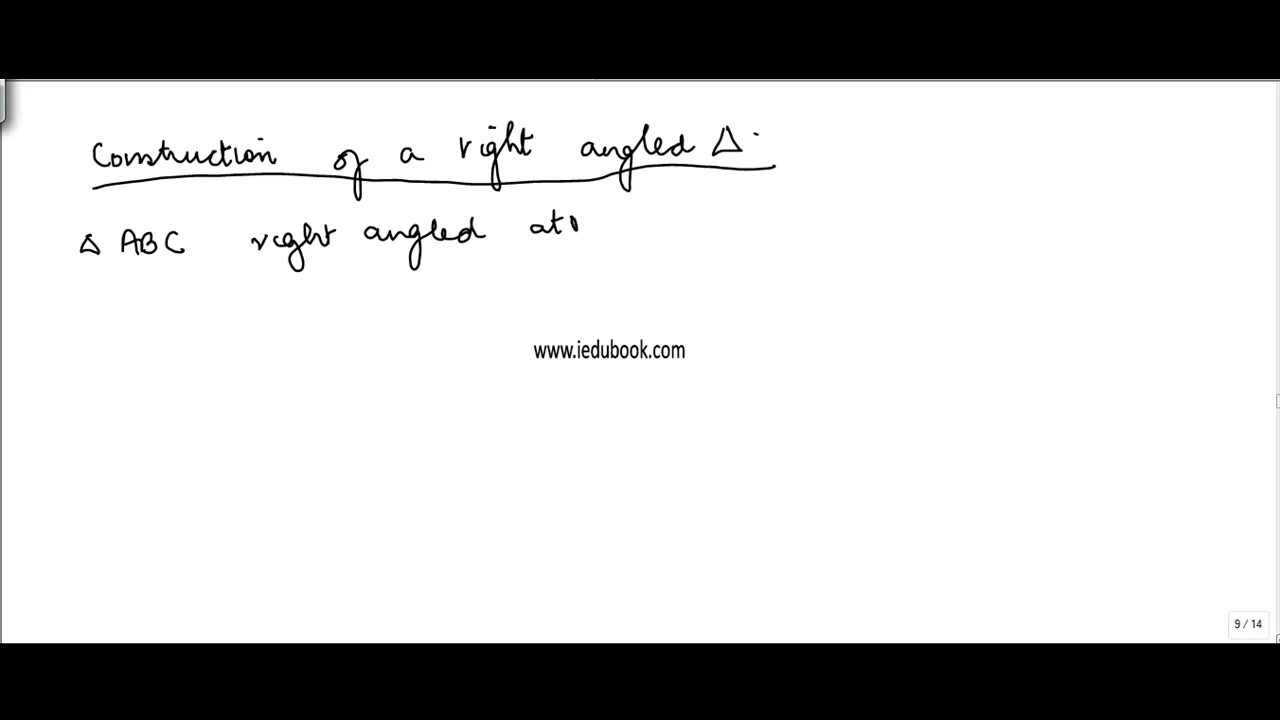 Construction of a right angled Δ.
Δ ABC right angled at
www.iedubook.com
9 / 14